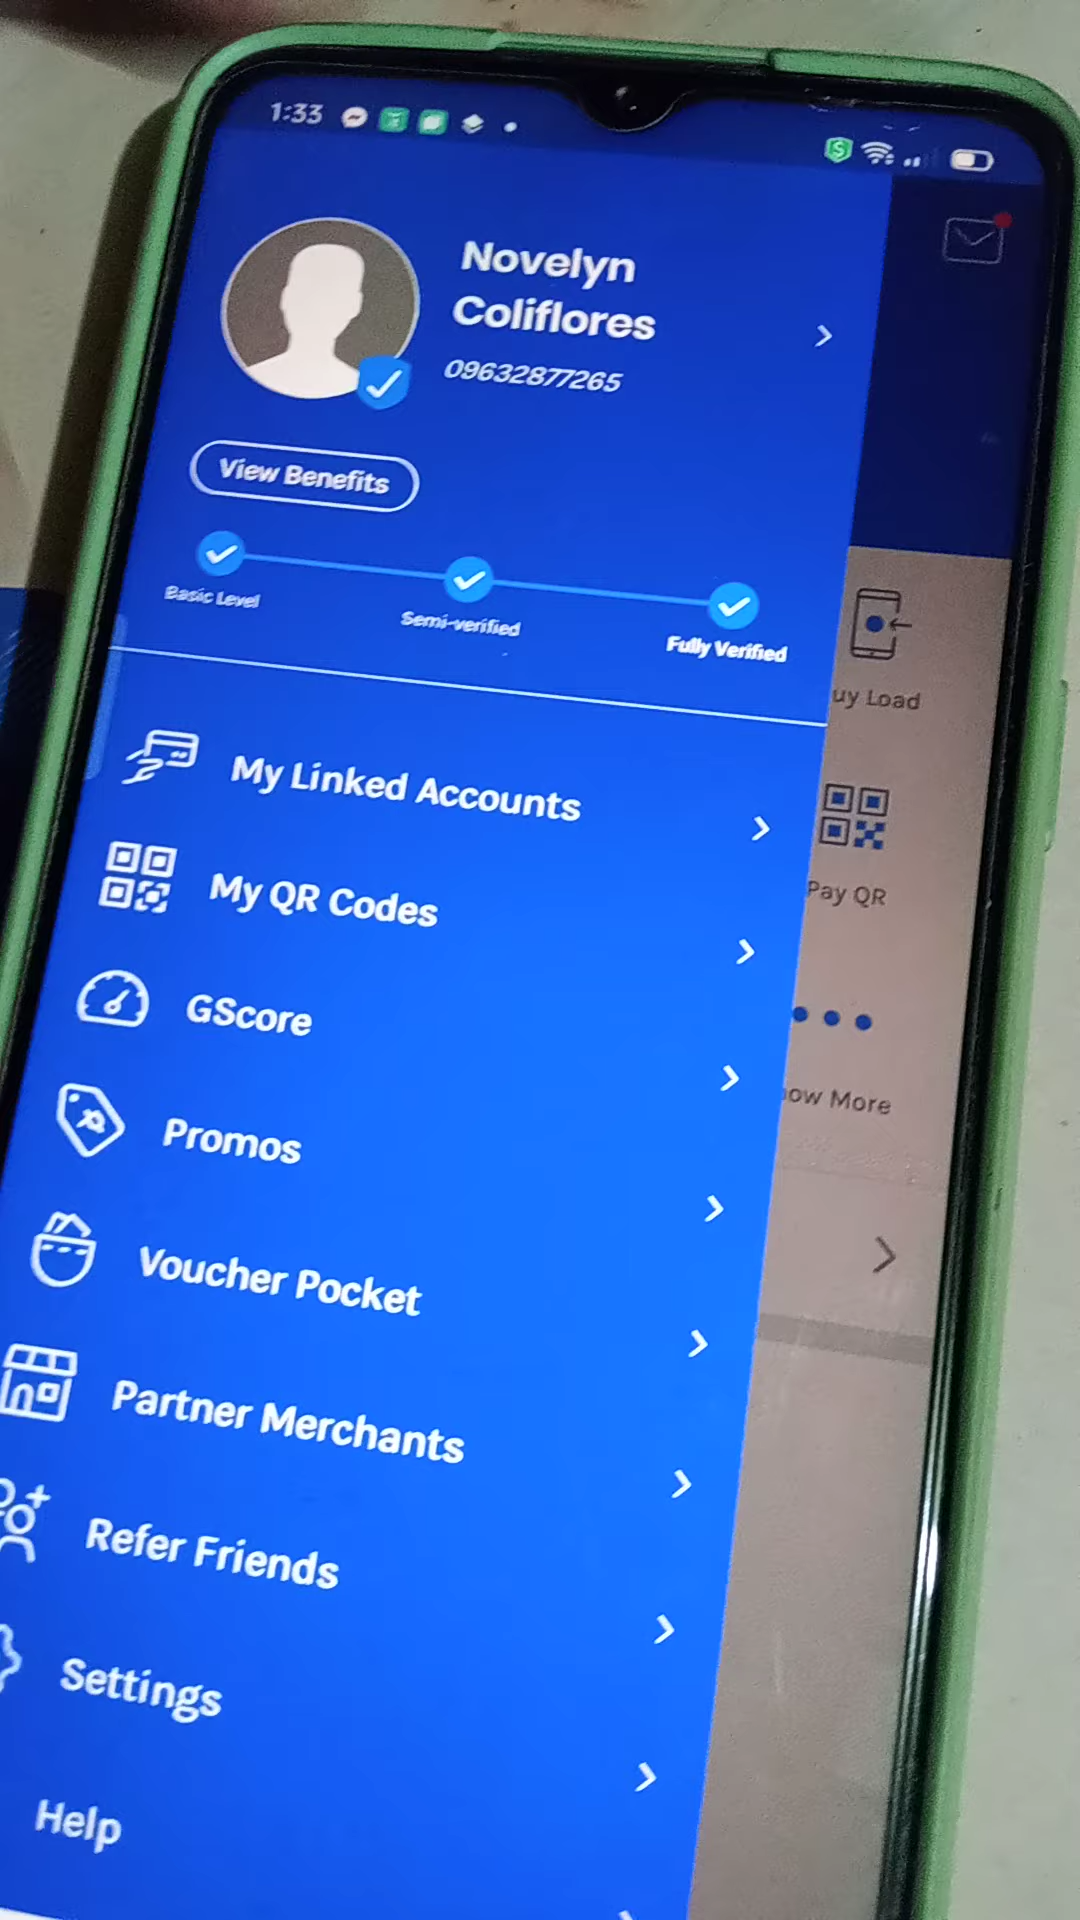 1:33
Novelyn
Coliflores
09632877265
View Benefits
Basic Level
Semi-verified
Fully Verified
uy Load
My Linked Accounts
My QR Codes
Pay QR
GScore
ow More
Promos
Voucher Pocket
Partner Merchants
Refer Friends
Settings
Help